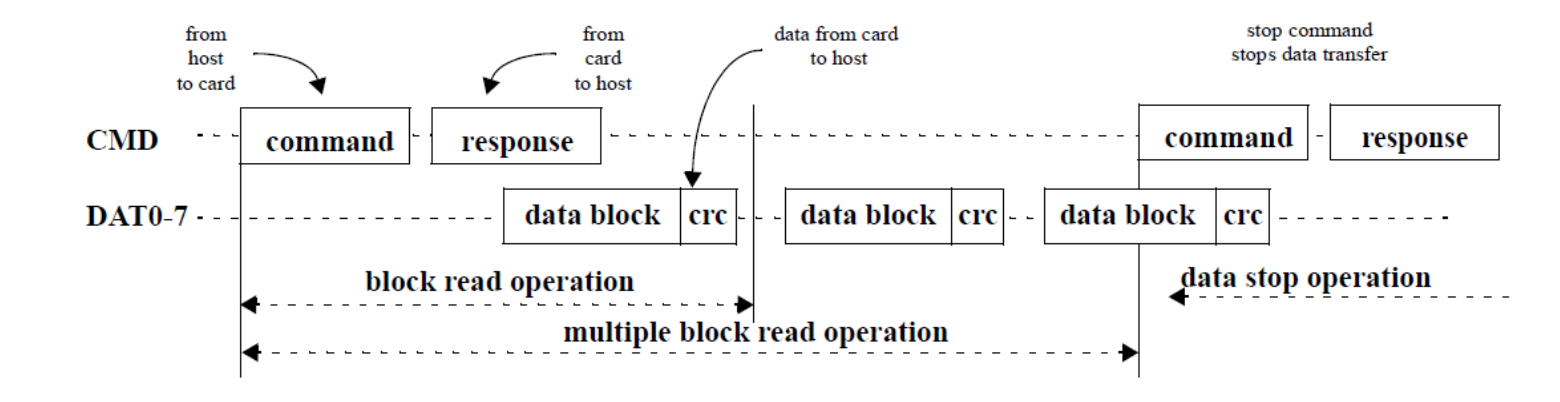 from
host
to card
from
card
to host
data from card
to host
stop command
stops data transfer
CMD
command
response
command
response
DAT0-7
data block
crc
data block
crc
data block
crc
block read operation
data stop operation
multiple block read operation